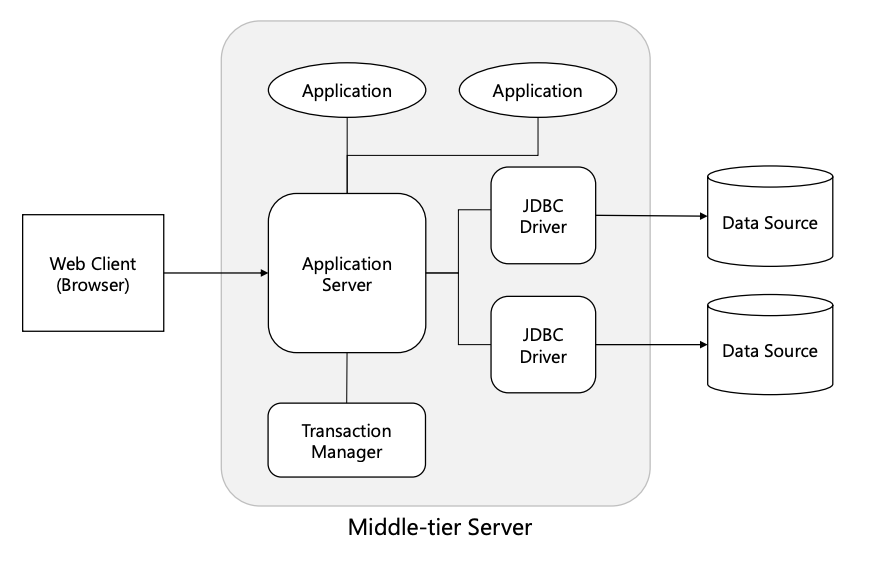 Application
Application
JDBC
Driver
Data Source
Web Client
(Browser)
Application
Server
JDBC
Driver
Data Source
Transaction
Manager
Middle-tier Server